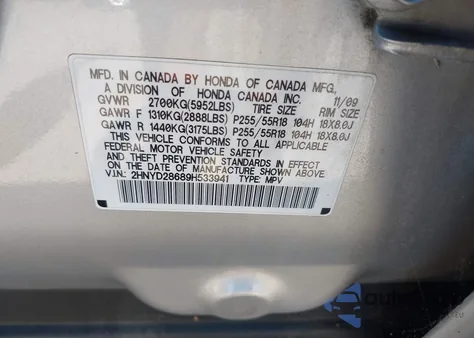 MFD. IN CANADA BY HONDA OF CANADA MFG.,
A DIVISION OF HONDA CANADA INC. 11/09
GVWR 2700KG(5952LBS) TIRE SIZE RIM SIZE
GAWR F 1310KG(2888LBS) P255/55R18 104H 18X8.0J
GAWR R 1440KG(3175LBS) P255/55R18 104H 18X8.0J
THIS VEHICLE CONFORMS TO ALL APPLICABLE
FEDERAL MOTOR VEHICLE SAFETY
AND THEFT PREVENTION STANDARDS IN EFFECT
ON THE DATE OF MANUFACTURE SHOWN ABOVE.
V.I.N.: 2HNYD28689H533941 TYPE: MPV